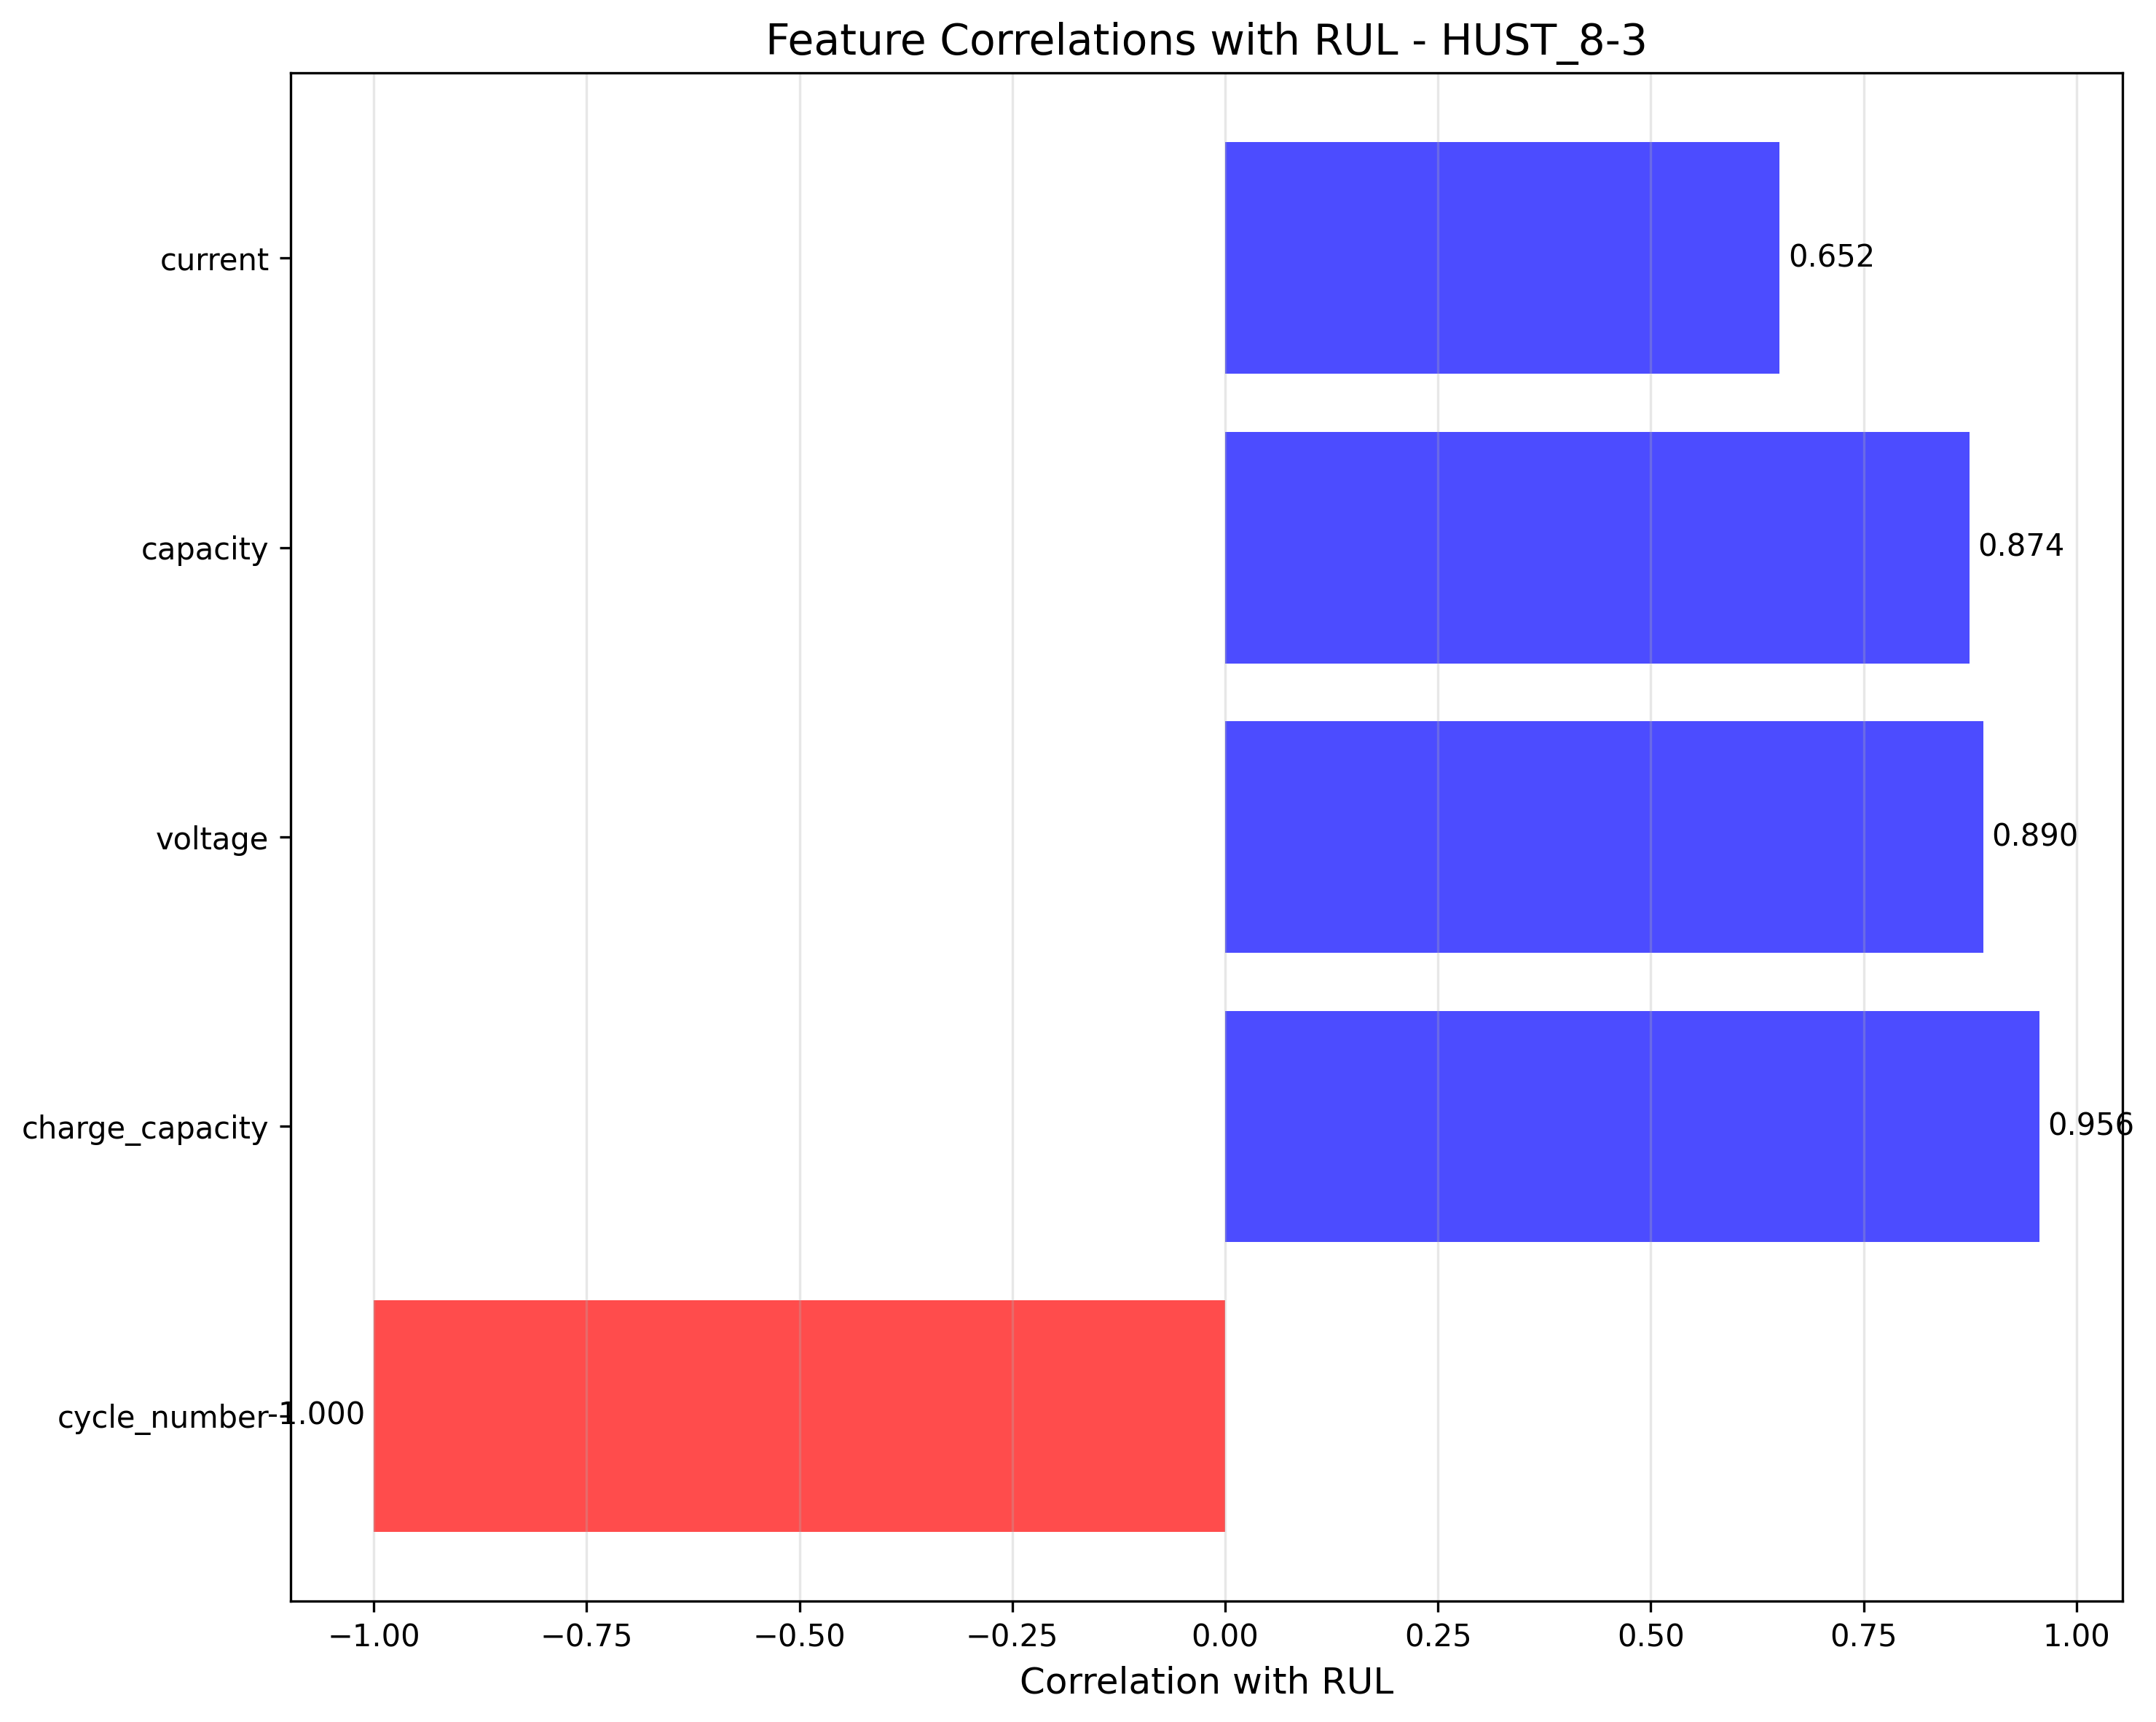 Feature Correlations with RUL - HUST_8-3
current
0.652
capacity
0.874
voltage
0.890
charge_capacity
0.956
cycle_number
-1.000
−1.00
−0.75
−0.50
−0.25
0.00
0.25
0.50
0.75
1.00
Correlation with RUL